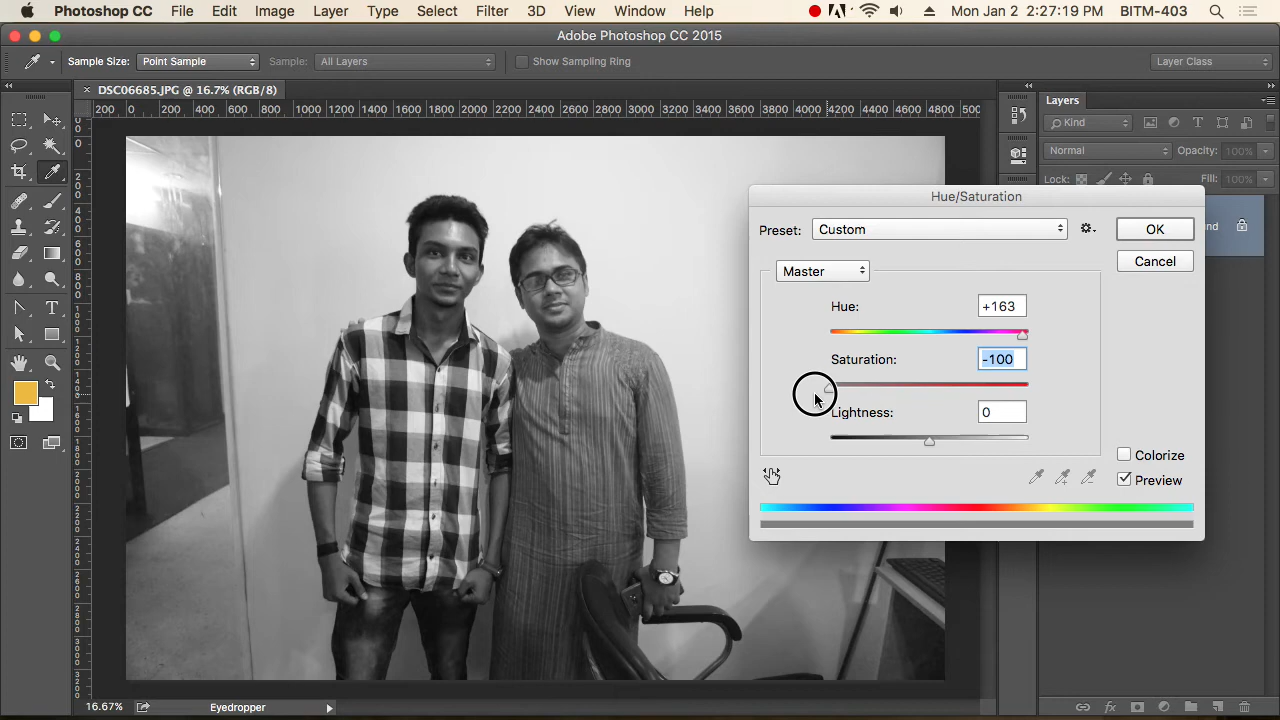 Photoshop CC File Edit Image Layer Type Select Filter 3D View Window Help Mon Jan 2 2:27:19 PM BITM-403
Adobe Photoshop CC 2015
Sample Size: Point Sample Sample: All Layers Show Sampling Ring Layer Class
× DSC06685.JPG @ 16.7% (RGB/8)
200 0 200 400 600 800 1000 1200 1400 1600 1800 2000 2200 2400 2600 2800 3000 3200 3400 3600 3800 4000 4200 4400 4600 4800
Layers
Kind
Normal Opacity: 100%
Lock: Fill: 100%
Hue/Saturation
Preset: Custom OK
Master Cancel
Hue: +163
Saturation: -100
Lightness: 0
Colorize
Preview
16.67% Eyedropper
fx